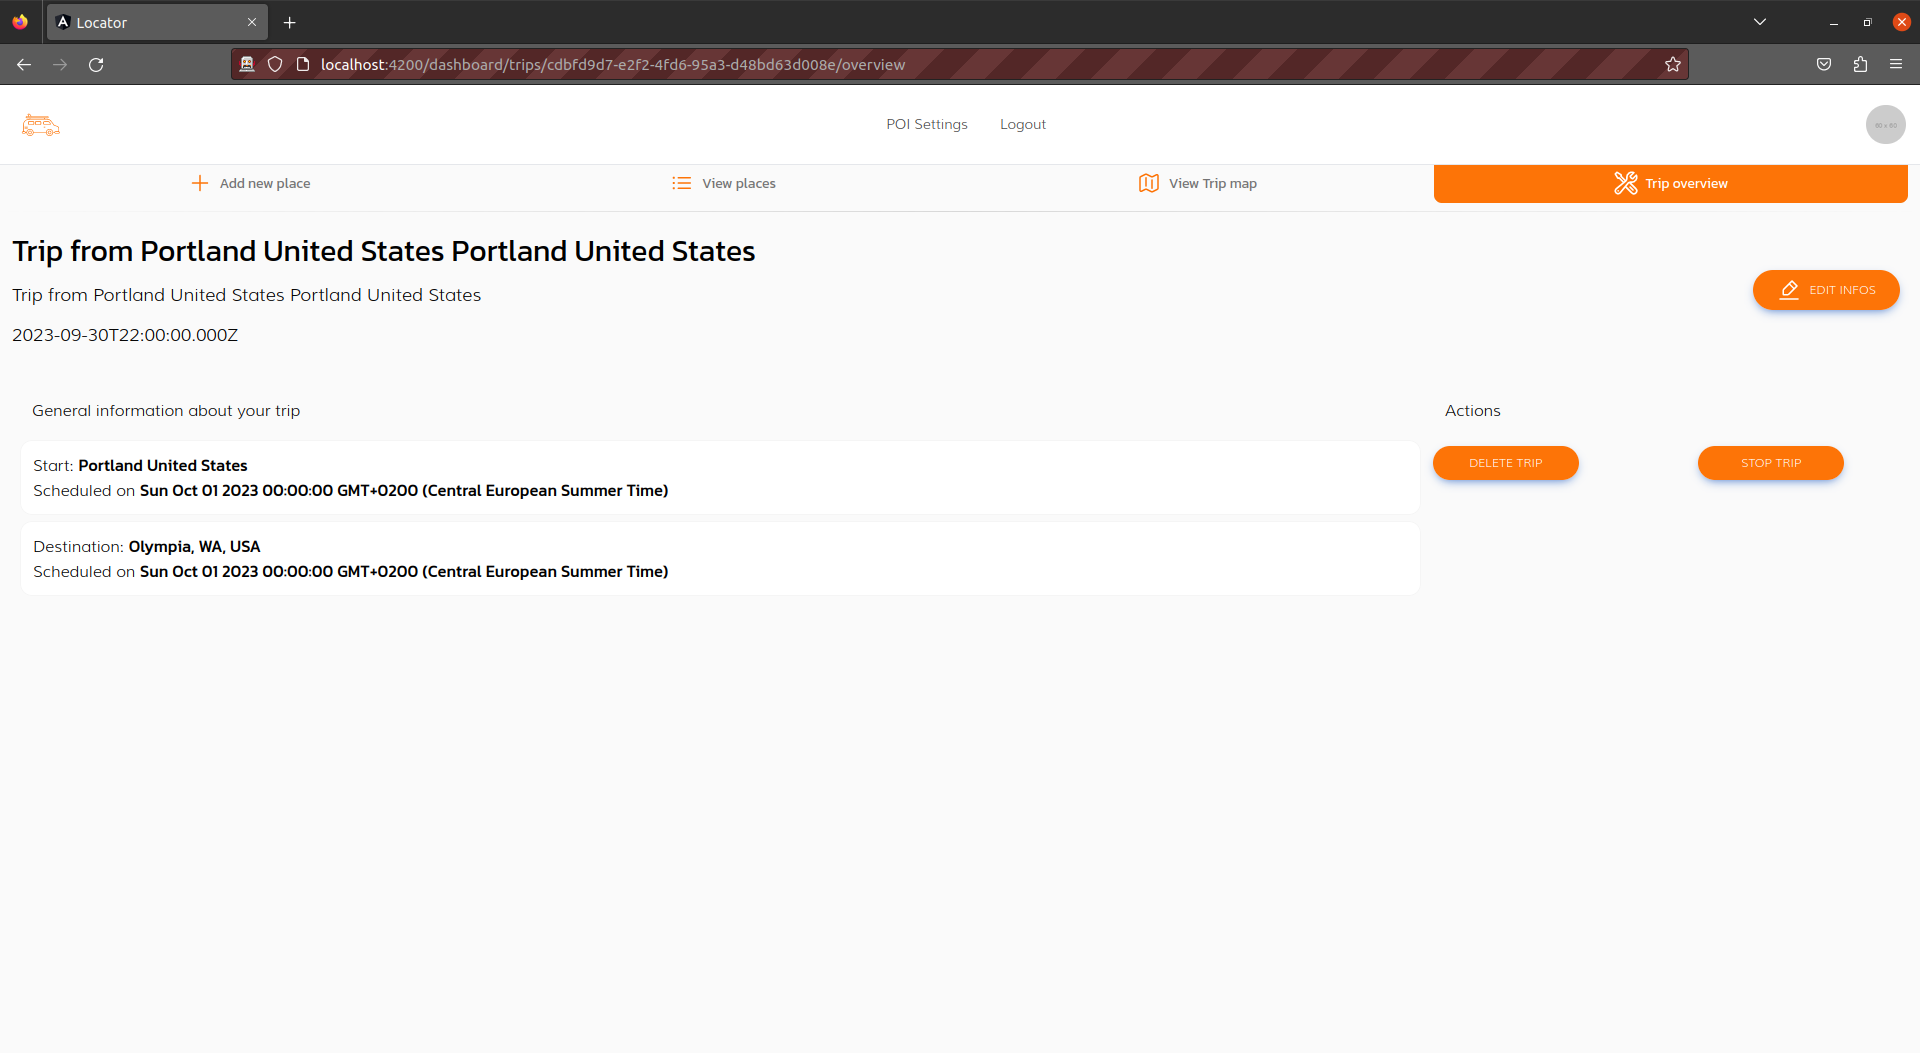 Locator
localhost:4200/dashboard/trips/cdbfd9d7-e2f2-4fd6-95a3-d48bd63d008e/overview
POI Settings Logout
Add new place View places View Trip map Trip overview
Trip from Portland United States Portland United States
Trip from Portland United States Portland United States
EDIT INFOS
2023-09-30T22:00:00.000Z
General information about your trip
Actions
Start: Portland United States
Scheduled on Sun Oct 01 2023 00:00:00 GMT+0200 (Central European Summer Time)
DELETE TRIP STOP TRIP
Destination: Olympia, WA, USA
Scheduled on Sun Oct 01 2023 00:00:00 GMT+0200 (Central European Summer Time)